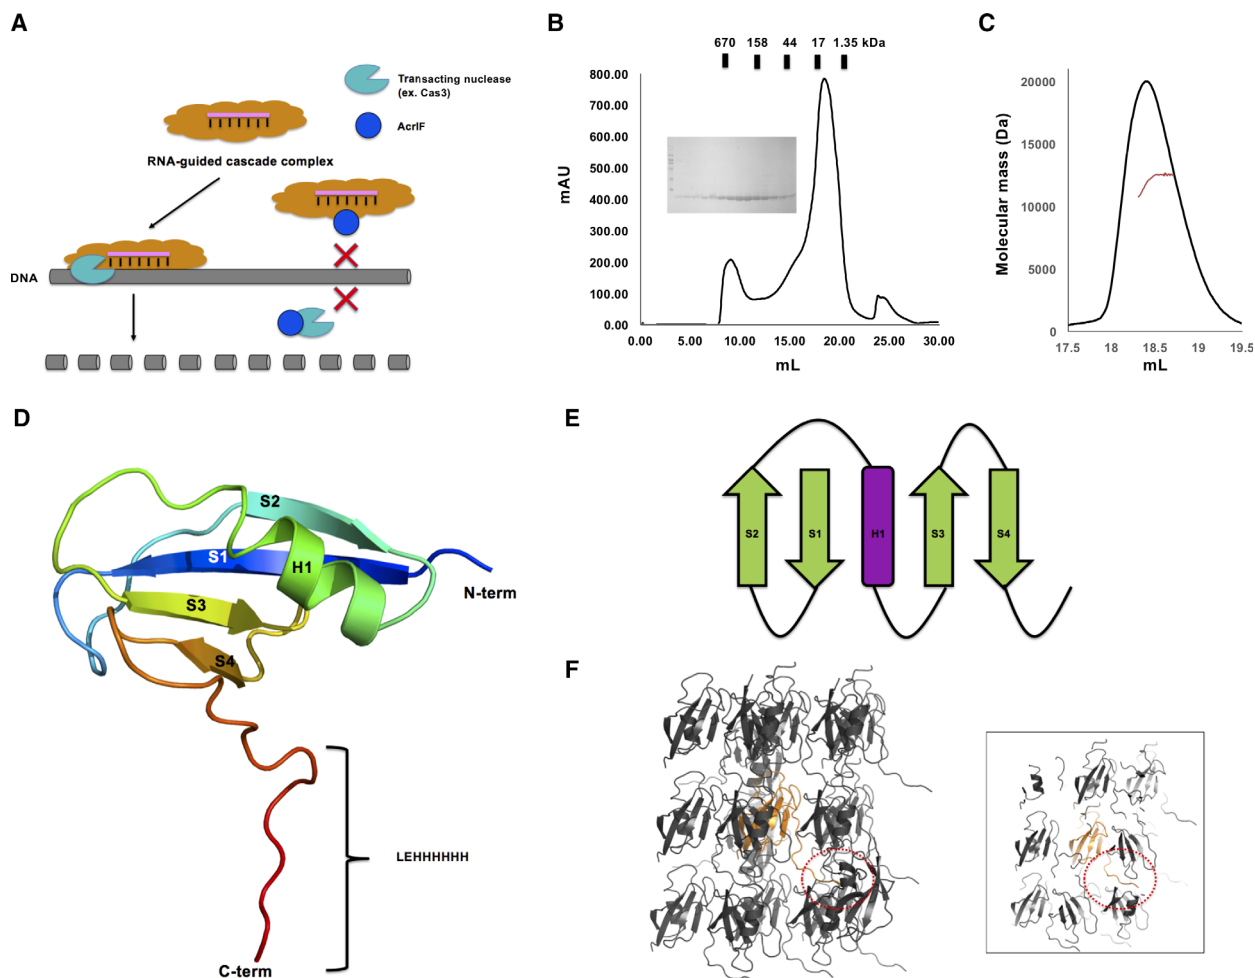 A
Transacting nuclease
(ex. Cas3)
AcrIF
RNA-guided cascade complex
DNA
B
670 158 44 17 1.35 kDa
800.00
700.00
600.00
500.00
400.00
300.00
200.00
100.00
0.00
mAU
0.00 5.00 10.00 15.00 20.00 25.00 30.00
mL
C
20000
15000
10000
5000
0
Molecular mass (Da)
17.5 18 18.5 19 19.5
mL
D
S2
S1
H1
N-term
S3
S4
LEHHHHHH
C-term
E
S2 S1 H1 S3 S4
F